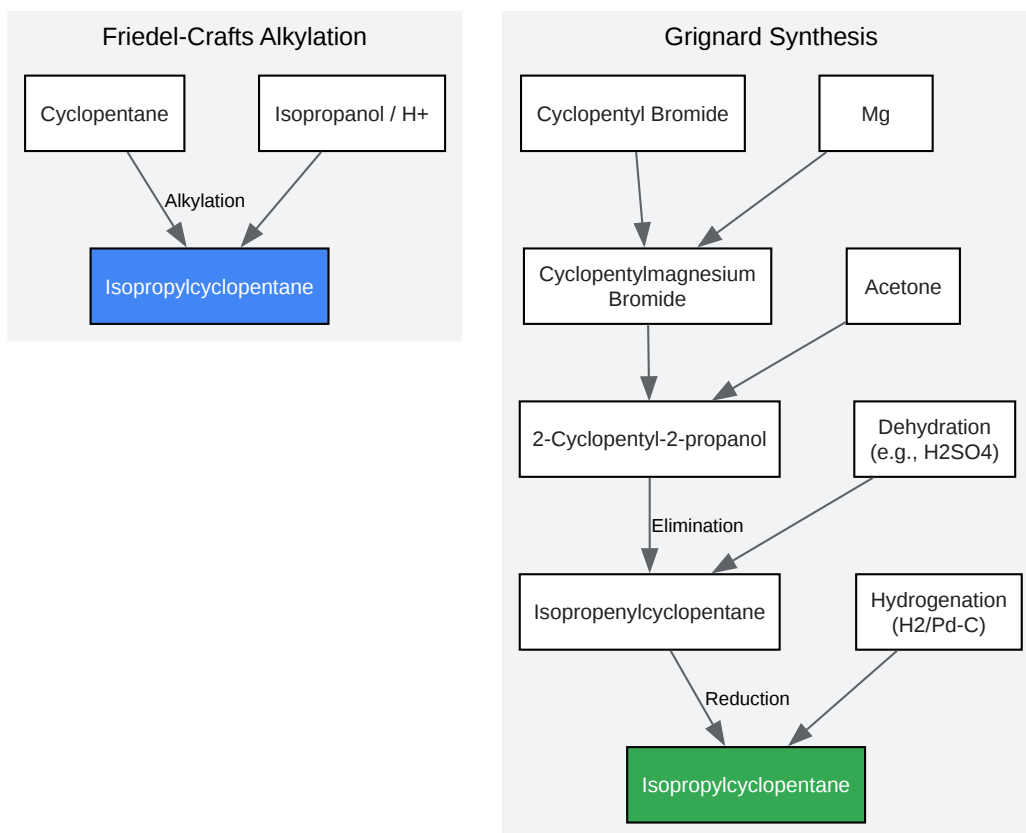 Friedel-Crafts Alkylation
Cyclopentane
Isopropanol / H+
Alkylation
Isopropylcyclopentane
Grignard Synthesis
Cyclopentyl Bromide
Mg
Cyclopentylmagnesium
Bromide
Acetone
2-Cyclopentyl-2-propanol
Dehydration
(e.g., H2SO4)
Elimination
Isopropenylcyclopentane
Hydrogenation
(H2/Pd-C)
Reduction
Isopropylcyclopentane